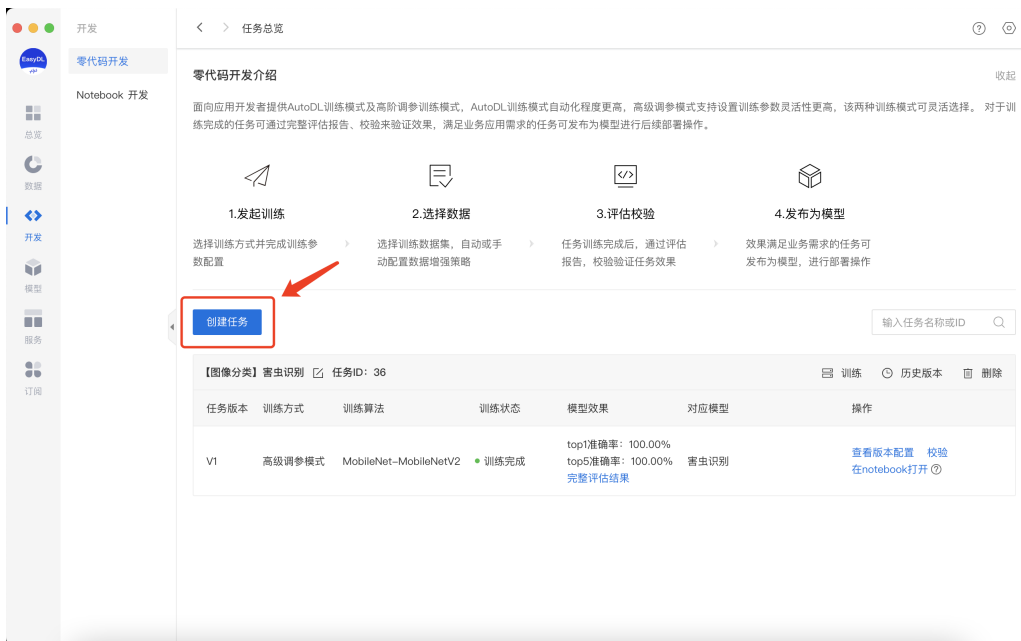 开发
任务总览
EasyDL
零代码开发
Notebook 开发
总览
数据
开发
模型
服务
订阅
零代码开发介绍
收起
面向应用开发者提供AutoDL训练模式及高阶调参训练模式，AutoDL训练模式自动化程度更高，高级调参模式支持设置训练参数灵活性更高，该两种训练模式可灵活选择。 对于训
练完成的任务可通过完整评估报告、校验来验证效果，满足业务应用需求的任务可发布为模型进行后续部署操作。
1.发起训练
选择训练方式并完成训练参
数配置
2.选择数据
选择训练数据集，自动或手
动配置数据增强策略
3.评估校验
任务训练完成后，通过评估
报告，校验验证任务效果
4.发布为模型
效果满足业务需求的任务可
发布为模型，进行部署操作
创建任务
输入任务名称或ID
【图像分类】害虫识别 任务ID：36
训练 历史版本 删除
任务版本 训练方式 训练算法 训练状态 模型效果 对应模型 操作
V1 高级调参模式 MobileNet-MobileNetV2 训练完成
top1准确率：100.00%
top5准确率：100.00%
完整评估结果
害虫识别
查看版本配置 校验
在notebook打开